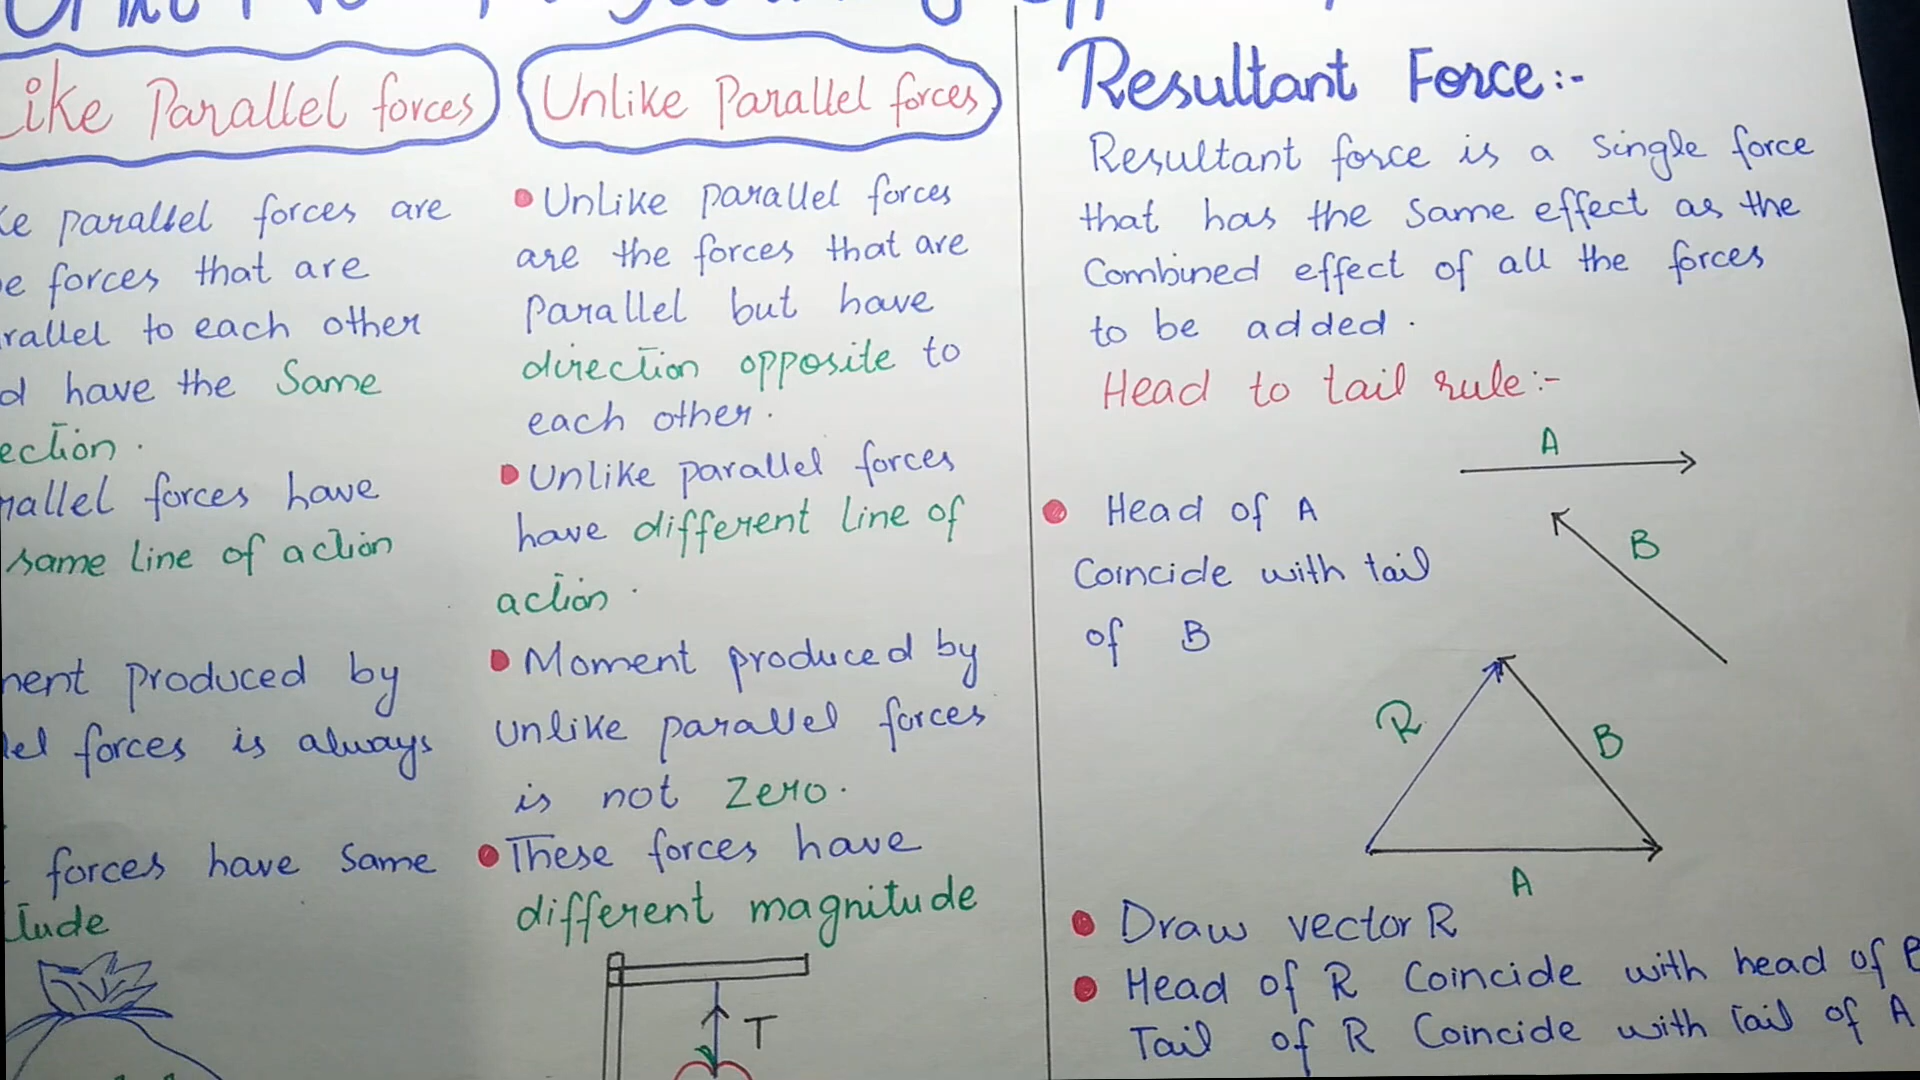 Like Parallel forces
parallel forces are
forces that are
to each other
have the Same
forces have
same line of action
produced by
forces is always
forces have Same
Unlike Parallel forces
Unlike parallel forces
are the forces that are
Parallel but have
direction opposite to
each other.
Unlike parallel forces
have different line of
action.
Moment produced by
unlike parallel forces
is not Zero.
These forces have
different magnitude
T
Resultant Force:-
Resultant force is a Single force
that has the Same effect as the
Combined effect of all the forces
to be added.
Head to tail rule:-
A
Head of A
Coincide with tail
of B
B
R
B
A
Draw vector R
Head of R Coincide with head of B
Tail of R Coincide with tail of A